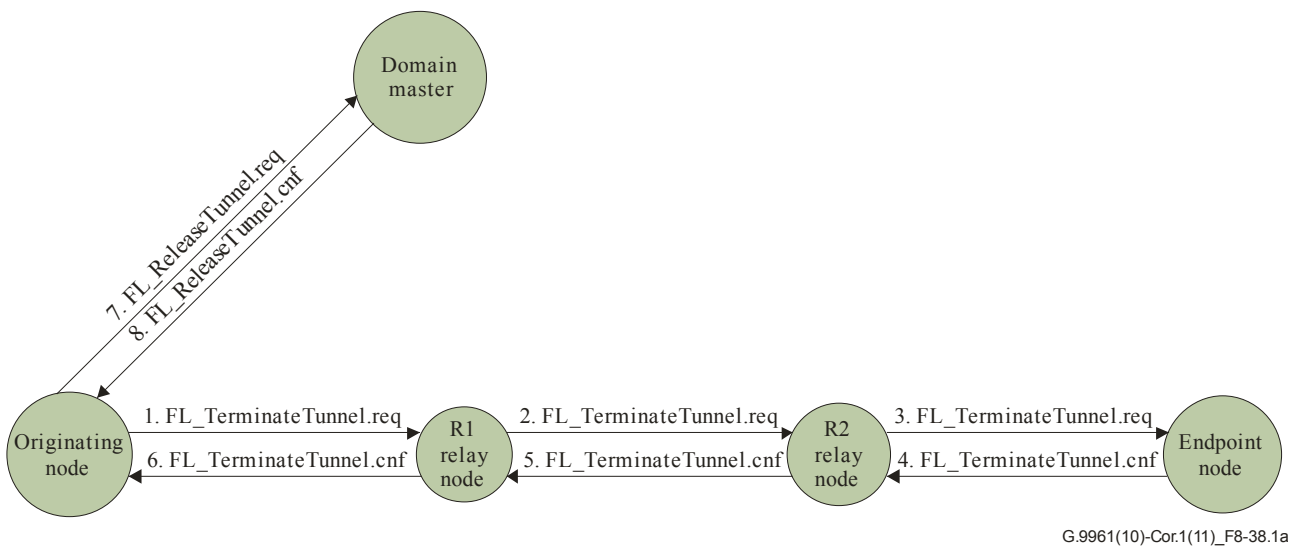 Domain
master
7. FL_ReleaseTunnel.req
8. FL_ReleaseTunnel.cnf
Originating
node
1. FL_TerminateTunnel.req
6. FL_TerminateTunnel.cnf
R1
relay
node
2. FL_TerminateTunnel.req
5. FL_TerminateTunnel.cnf
R2
relay
node
3. FL_TerminateTunnel.req
4. FL_TerminateTunnel.cnf
Endpoint
node
G.9961(10)-Cor.1(11)_F8-38.1a